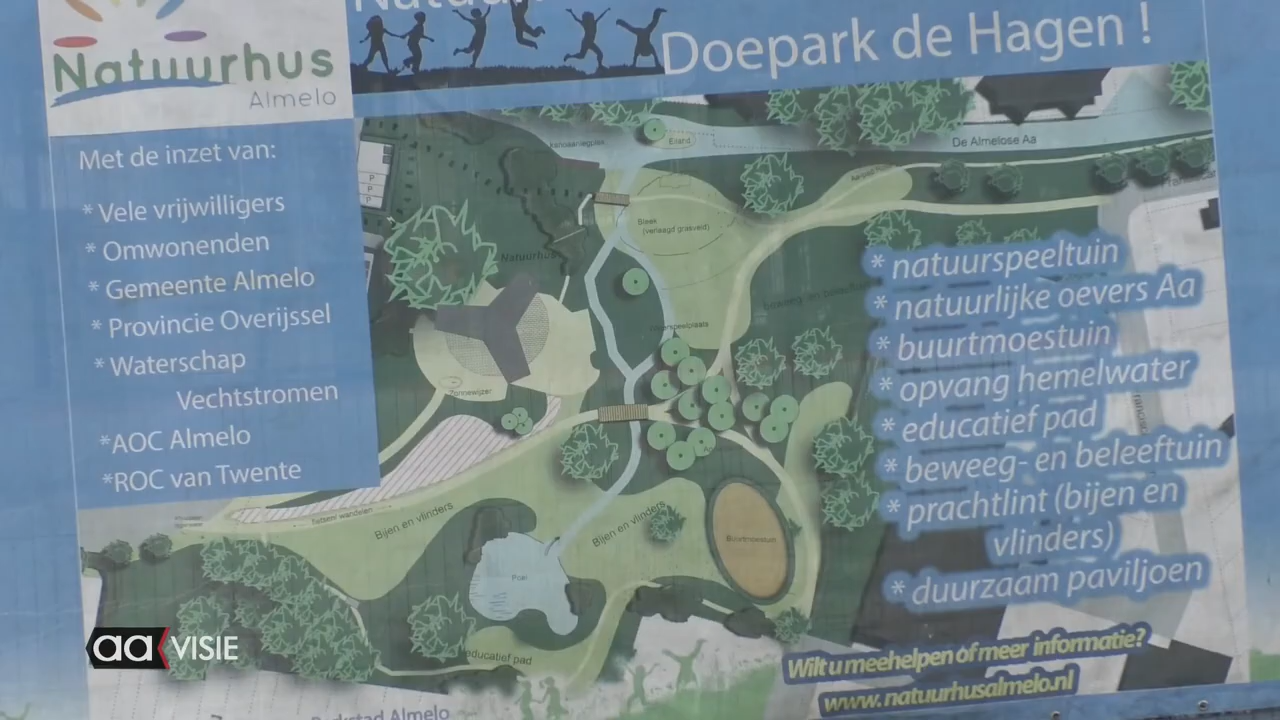 Natuurhus
Almelo
Doepark de Hagen !
Met de inzet van:
* Vele vrijwilligers
* Omwonenden
* Gemeente Almelo
* Provincie Overijssel
* Waterschap
Vechtstromen
*AOC Almelo
*ROC van Twente
De Almelose Aa
Eiland
Bleek
(verlaagd grasveld)
Natuurhus
P
P
P
Bijen en vlinders
Bijen en vlinders
Poel
Buurtmoestuin
educatief pad
* natuurspeeltuin
* natuurlijke oevers Aa
* buurtmoestuin
* opvang hemelwater
* educatief pad
* beweeg- en beleeftuin
* prachtlint (bijen en
vlinders)
* duurzaam paviljoen
Wilt u meehelpen of meer informatie?
www.natuurhusalmelo.nl
aa VISIE